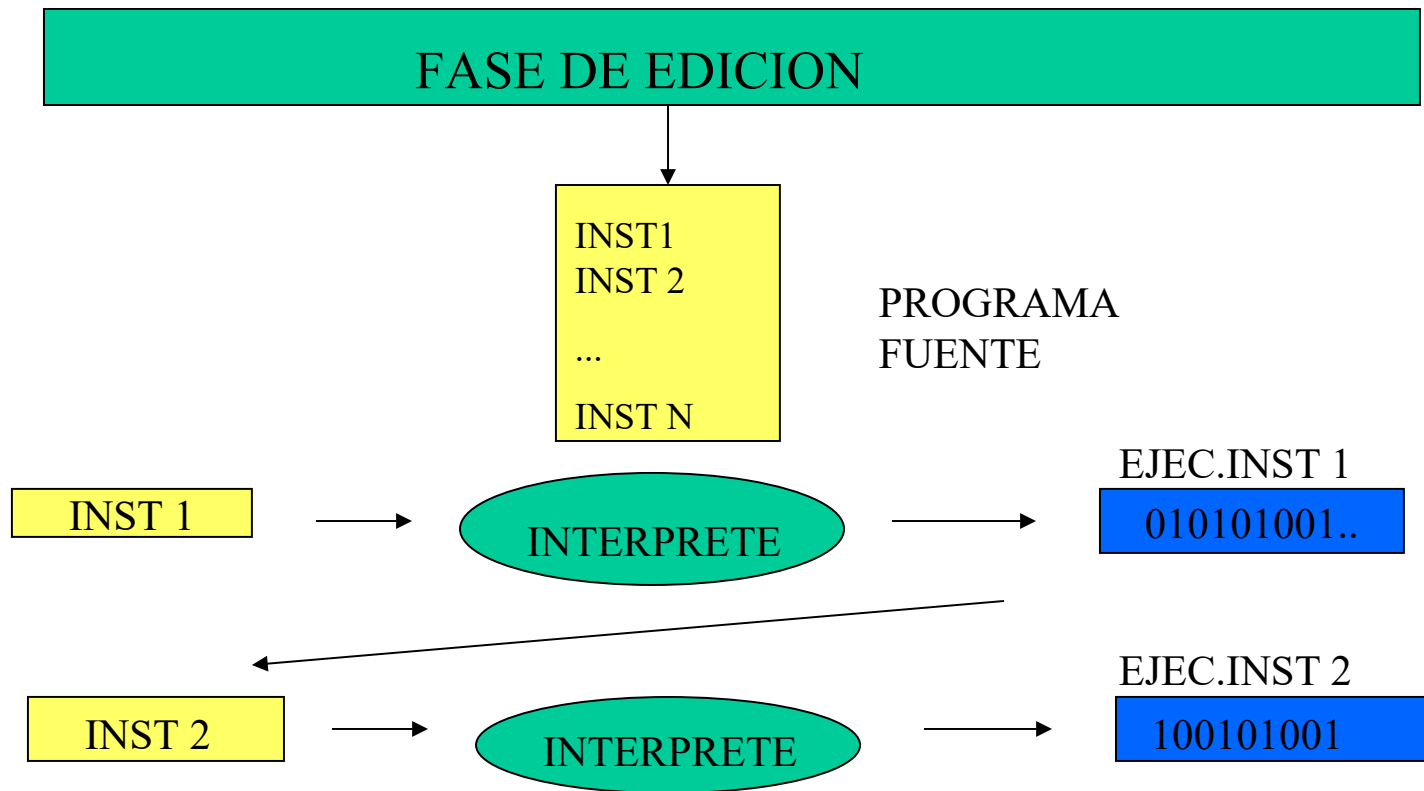 FASE DE EDICION
INST1
INST 2
...
INST N
PROGRAMA
FUENTE
EJEC.INST 1
INST 1
INTERPRETE
010101001..
EJEC.INST 2
INST 2
INTERPRETE
100101001